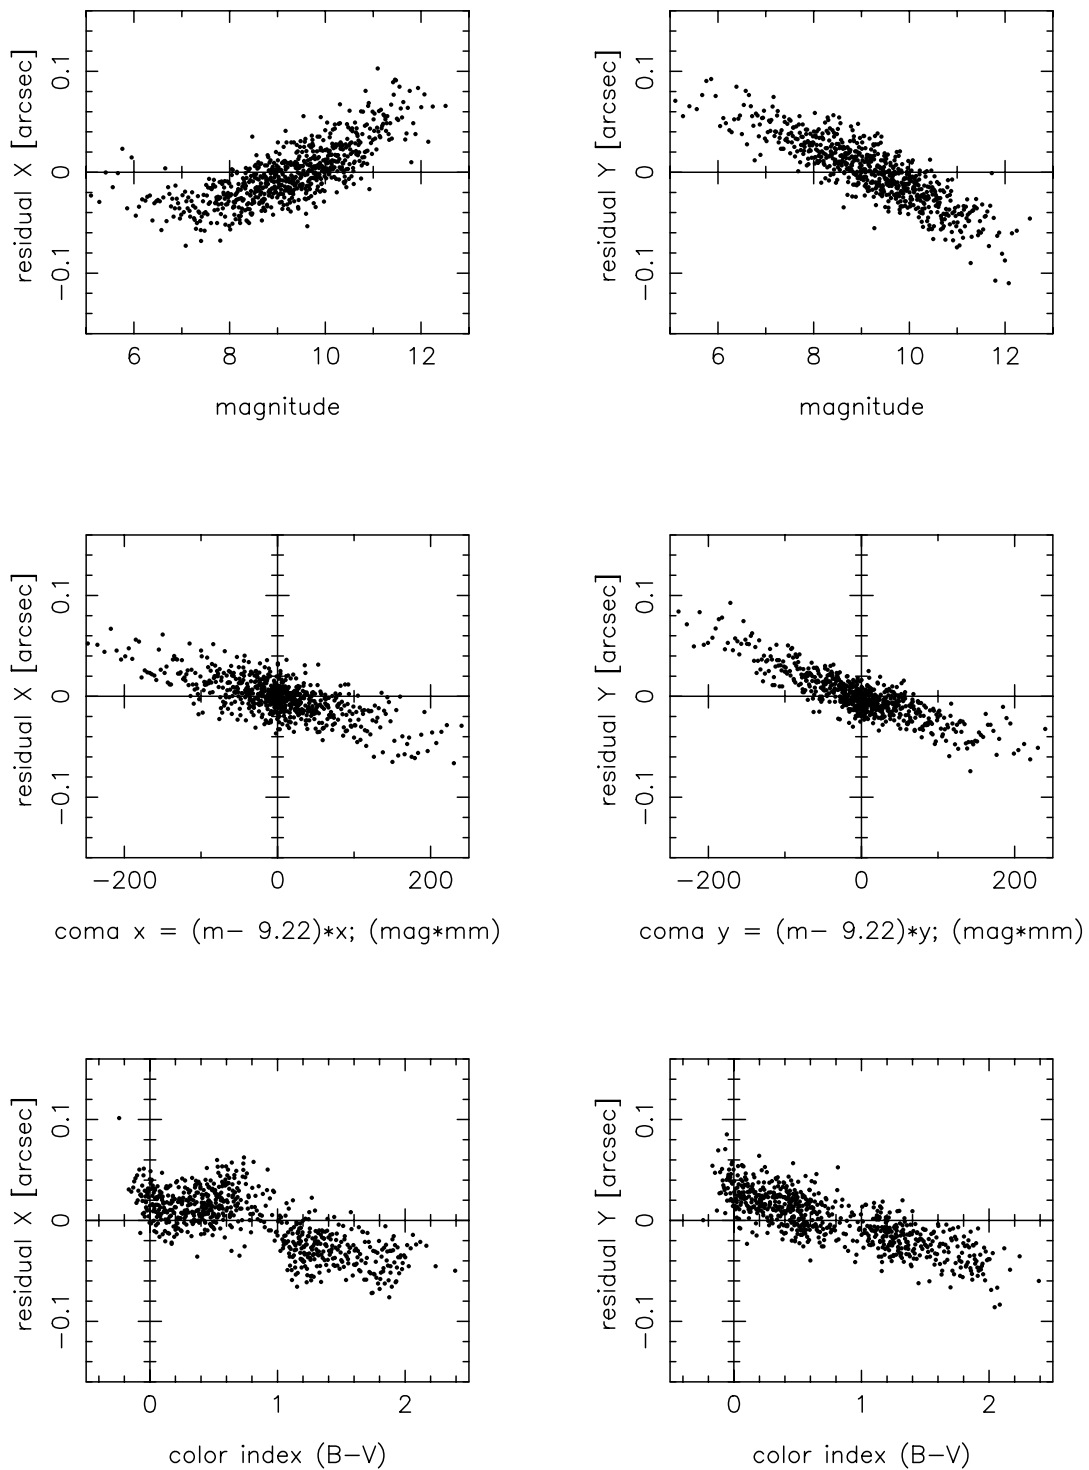 residual X [arcsec]
0.1
0
−0.1
6 8 10 12
magnitude
residual Y [arcsec]
0.1
0
−0.1
6 8 10 12
magnitude
residual X [arcsec]
0.1
0
−0.1
−200 0 200
coma x = (m− 9.22)*x; (mag*mm)
residual Y [arcsec]
0.1
0
−0.1
−200 0 200
coma y = (m− 9.22)*y; (mag*mm)
residual X [arcsec]
0.1
0
−0.1
0 1 2
color index (B−V)
residual Y [arcsec]
0.1
0
−0.1
0 1 2
color index (B−V)